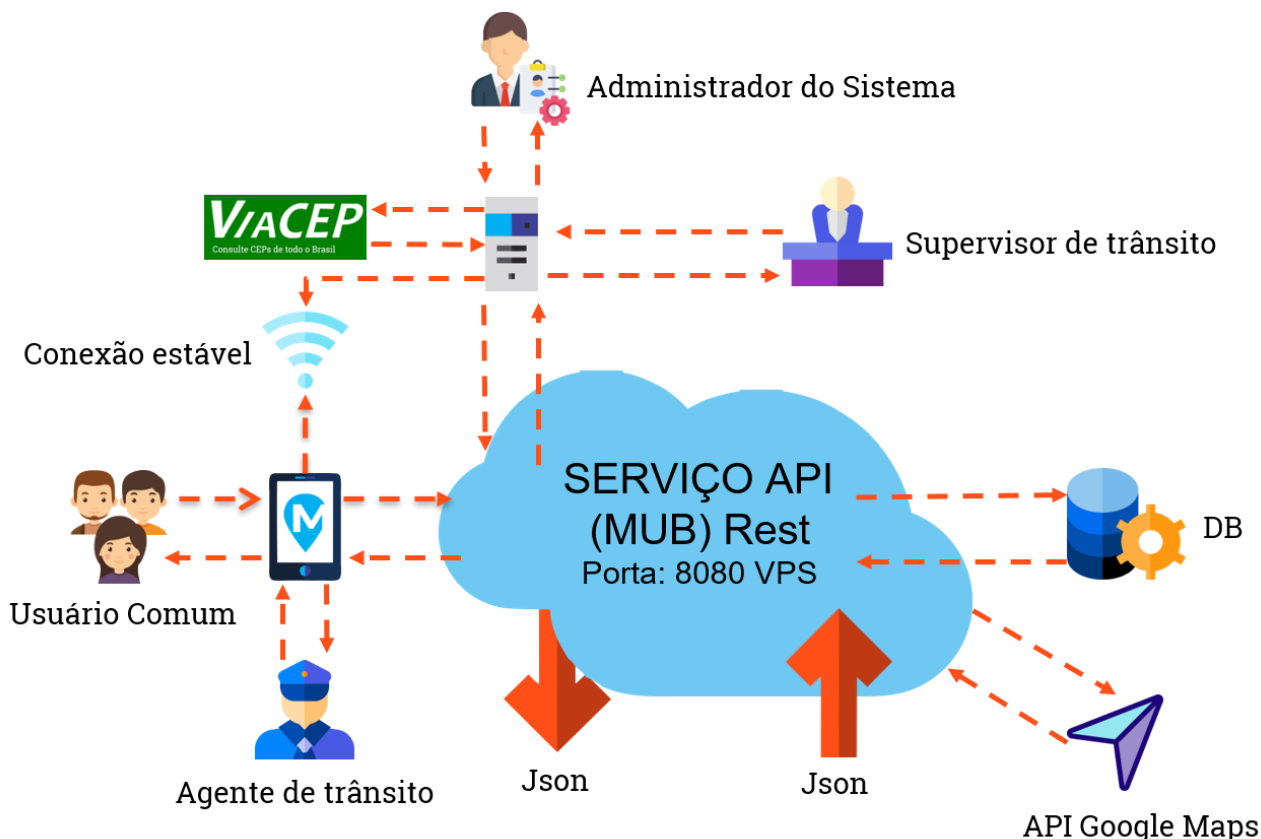 Administrador do Sistema
VIACEP
Consulte CEPs de todo o Brasil
Supervisor de trânsito
Conexão estável
SERVIÇO API
(MUB) Rest
Porta: 8080 VPS
M
DB
Usuário Comum
Agente de trânsito
Json
Json
API Google Maps